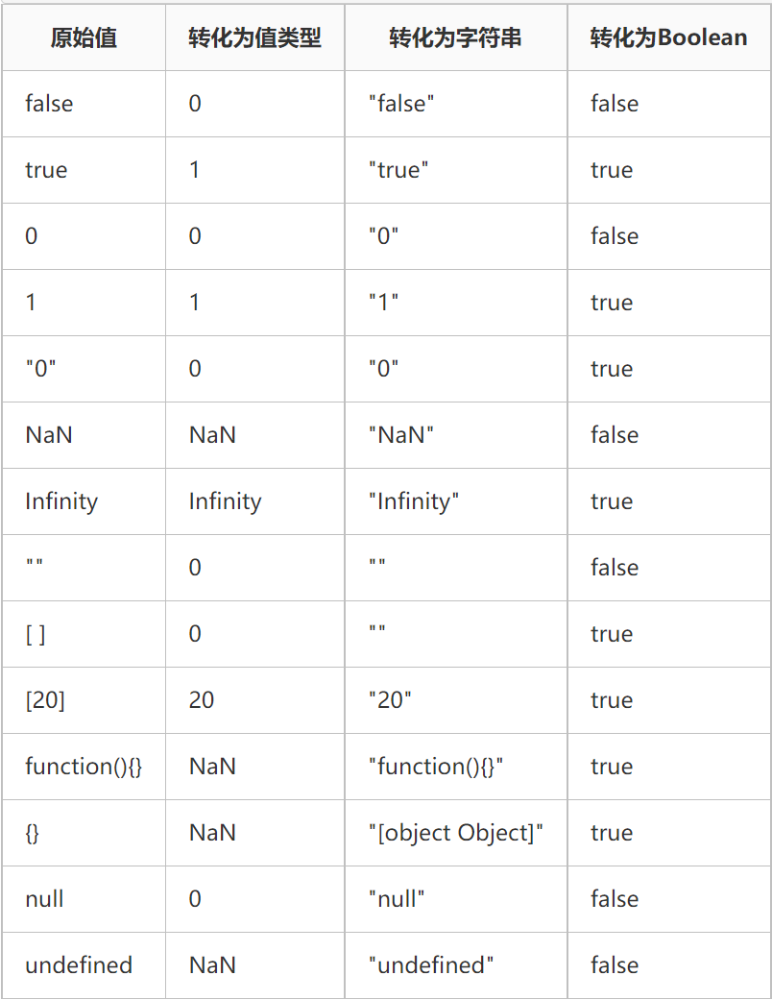 原始值 转化为值类型 转化为字符串 转化为Boolean
false 0 "false" false
true 1 "true" true
0 0 "0" false
1 1 "1" true
"0" 0 "0" true
NaN NaN "NaN" false
Infinity Infinity "Infinity" true
"" 0 "" false
[ ] 0 "" true
[20] 20 "20" true
function(){} NaN "function(){}" true
{} NaN "[object Object]" true
null 0 "null" false
undefined NaN "undefined" false